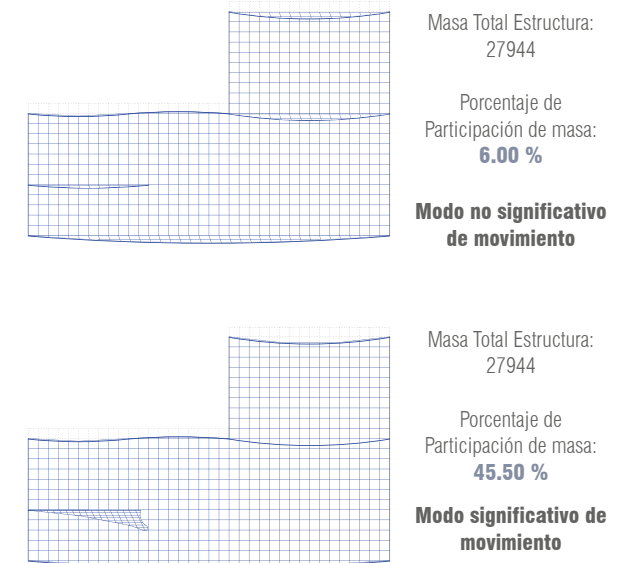 Masa Total Estructura:
27944
Porcentaje de
Participación de masa:
6.00 %
Modo no significativo
de movimiento
Masa Total Estructura:
27944
Porcentaje de
Participación de masa:
45.50 %
Modo significativo de
movimiento